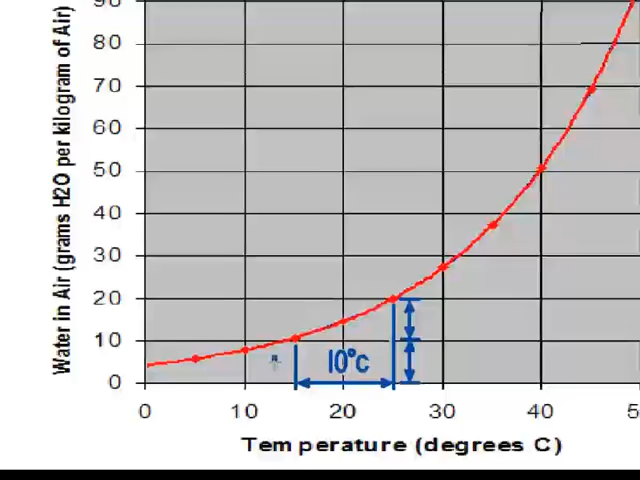 90
80
70
60
50
40
30
20
10
0
Water in Air (grams H2O per kilogram of Air)
10°c
0 10 20 30 40
Tem perature (degrees C)